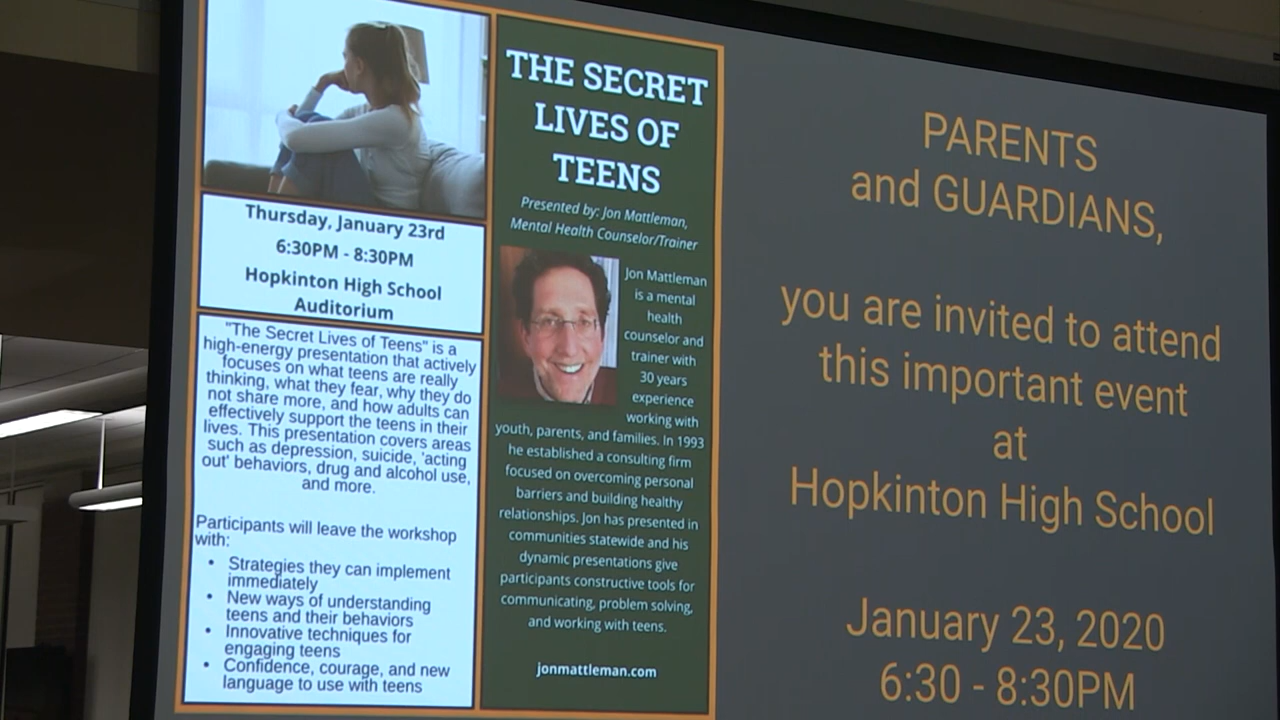 Thursday, January 23rd
6:30PM - 8:30PM
Hopkinton High School
Auditorium
"The Secret Lives of Teens" is a
high-energy presentation that actively
focuses on what teens are really
thinking, what they fear, why they do
not share more, and how adults can
effectively support the teens in their
lives. This presentation covers areas
such as depression, suicide, 'acting
out' behaviors, drug and alcohol use,
and more.
Participants will leave the workshop
with:
• Strategies they can implement
immediately
• New ways of understanding
teens and their behaviors
• Innovative techniques for
engaging teens
• Confidence, courage, and new
language to use with teens
THE SECRET
LIVES OF
TEENS
Presented by: Jon Mattleman,
Mental Health Counselor/Trainer
Jon Mattleman
is a mental
health
counselor and
trainer with
30 years
experience
working with
youth, parents, and families. In 1993
he established a consulting firm
focused on overcoming personal
barriers and building healthy
relationships. Jon has presented in
communities statewide and his
dynamic presentations give
participants constructive tools for
communicating, problem solving,
and working with teens.
jonmattleman.com
PARENTS
and GUARDIANS,
you are invited to attend
this important event
at
Hopkinton High School
January 23, 2020
6:30 - 8:30PM